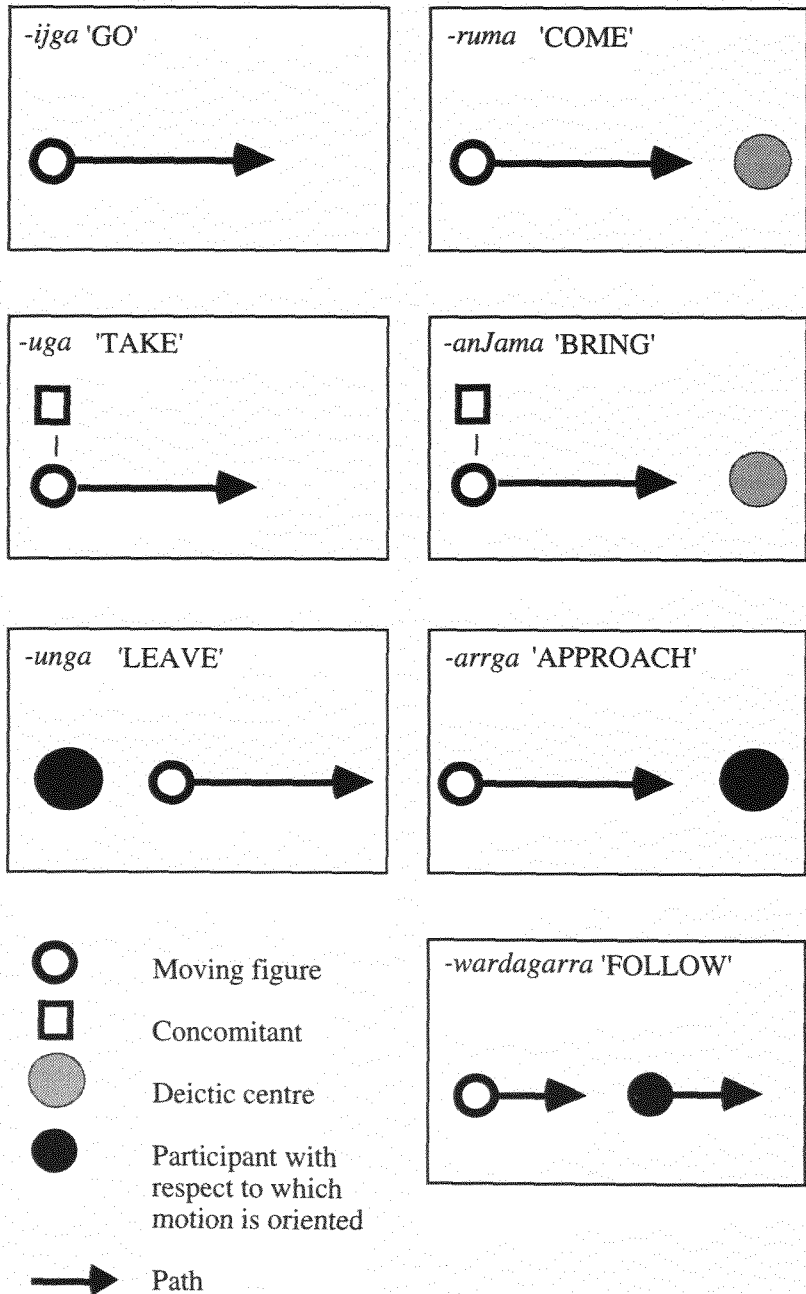 -ijga 'GO'
-ruma 'COME'
-uga 'TAKE'
-anJama 'BRING'
-unga 'LEAVE'
-arrga 'APPROACH'
Moving figure
Concomitant
Deictic centre
Participant with
respect to which
motion is oriented
Path
-wardagarra 'FOLLOW'